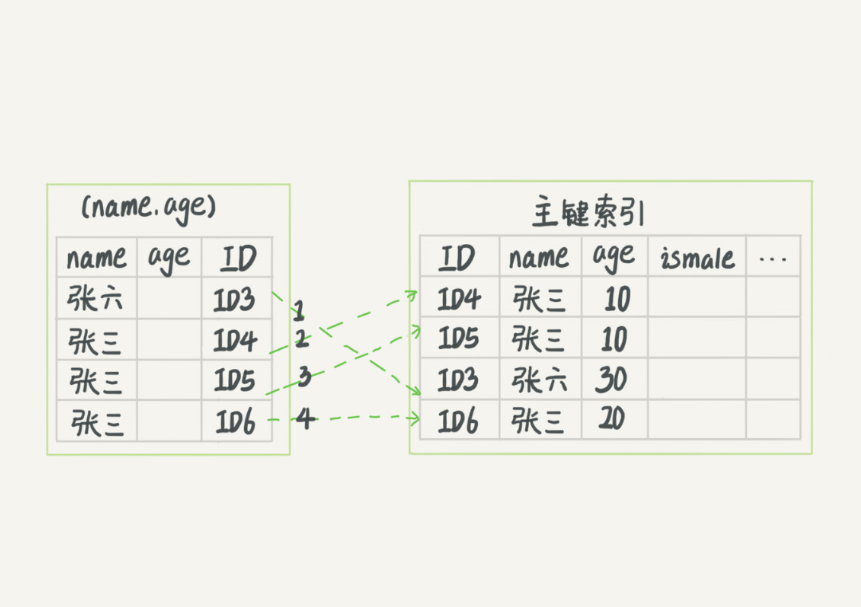 (name.age)
name age ID
张六 ID3
张三 ID4
张三 ID5
张三 ID6
1
2
3
4
主键索引
ID name age ismale ...
ID4 张三 10
ID5 张三 10
ID3 张六 30
ID6 张三 20